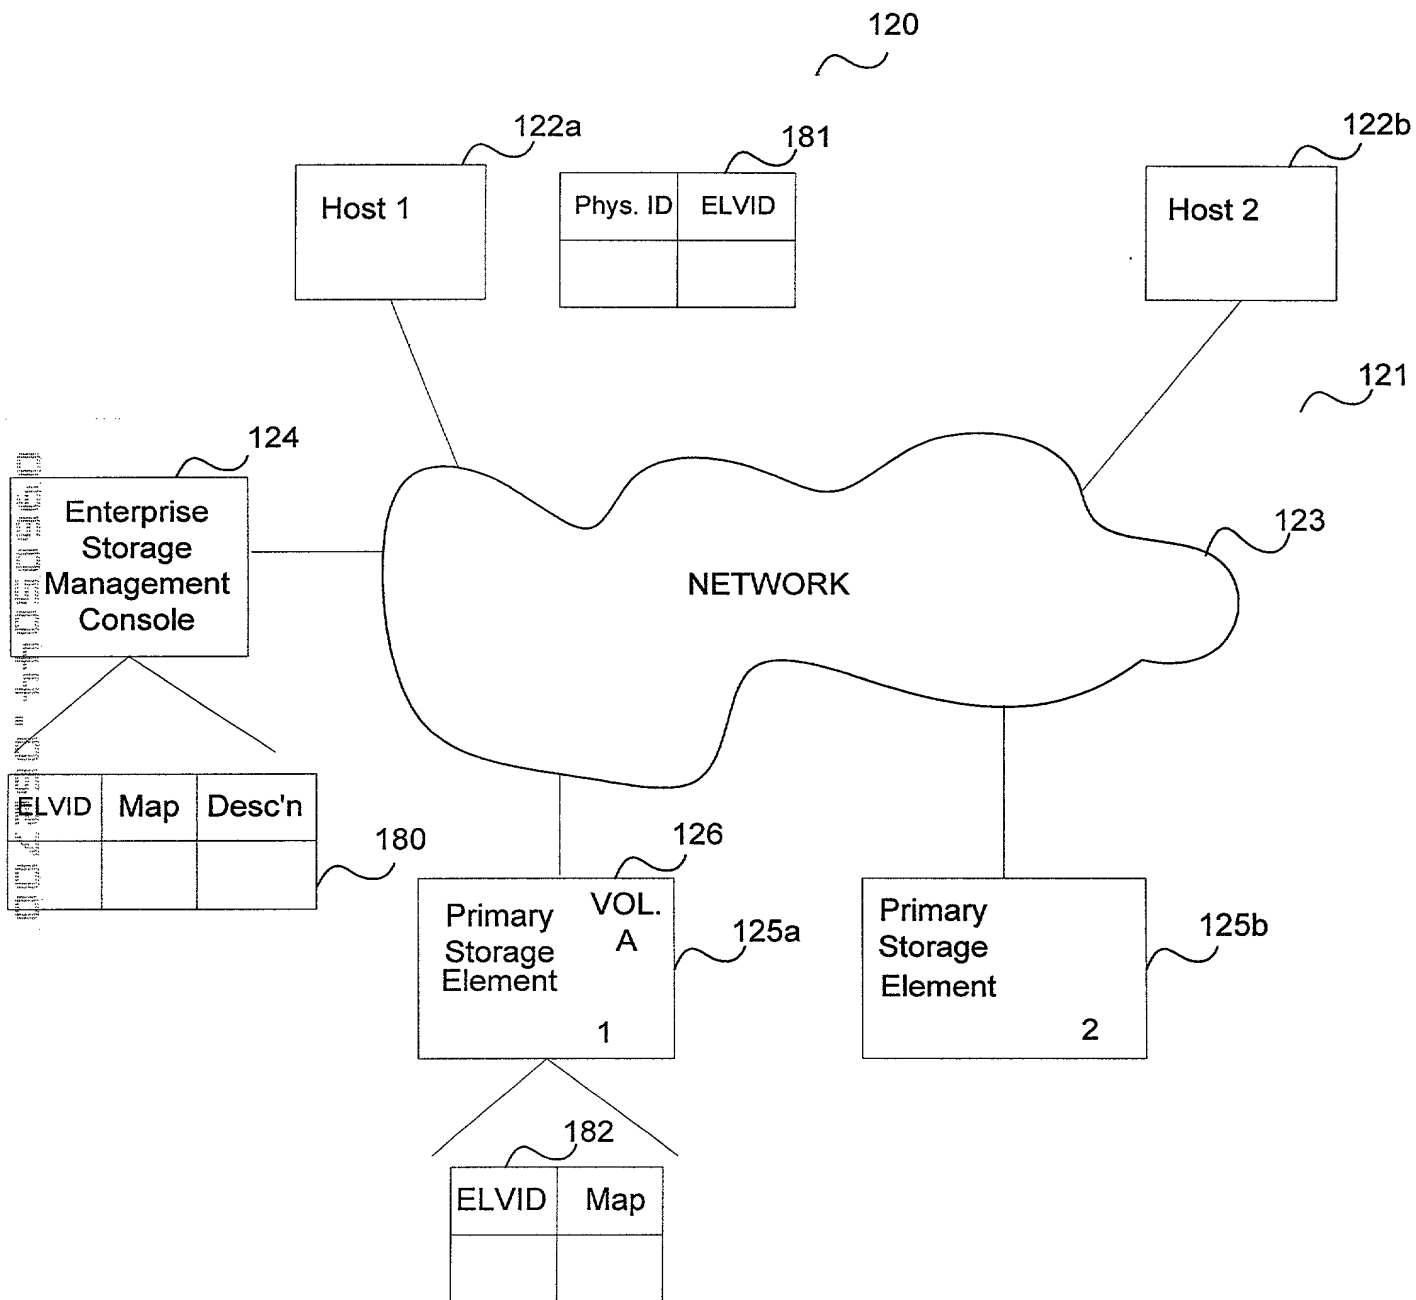 120
122a
181
122b
Host 1
Phys. ID
ELVID
Host 2
121
124
Enterprise
Storage
Management
Console
123
NETWORK
ELVID
Map
Desc'n
180
126
Primary
Storage
Element
VOL.
A
1
125a
Primary
Storage
Element
2
125b
182
ELVID
Map